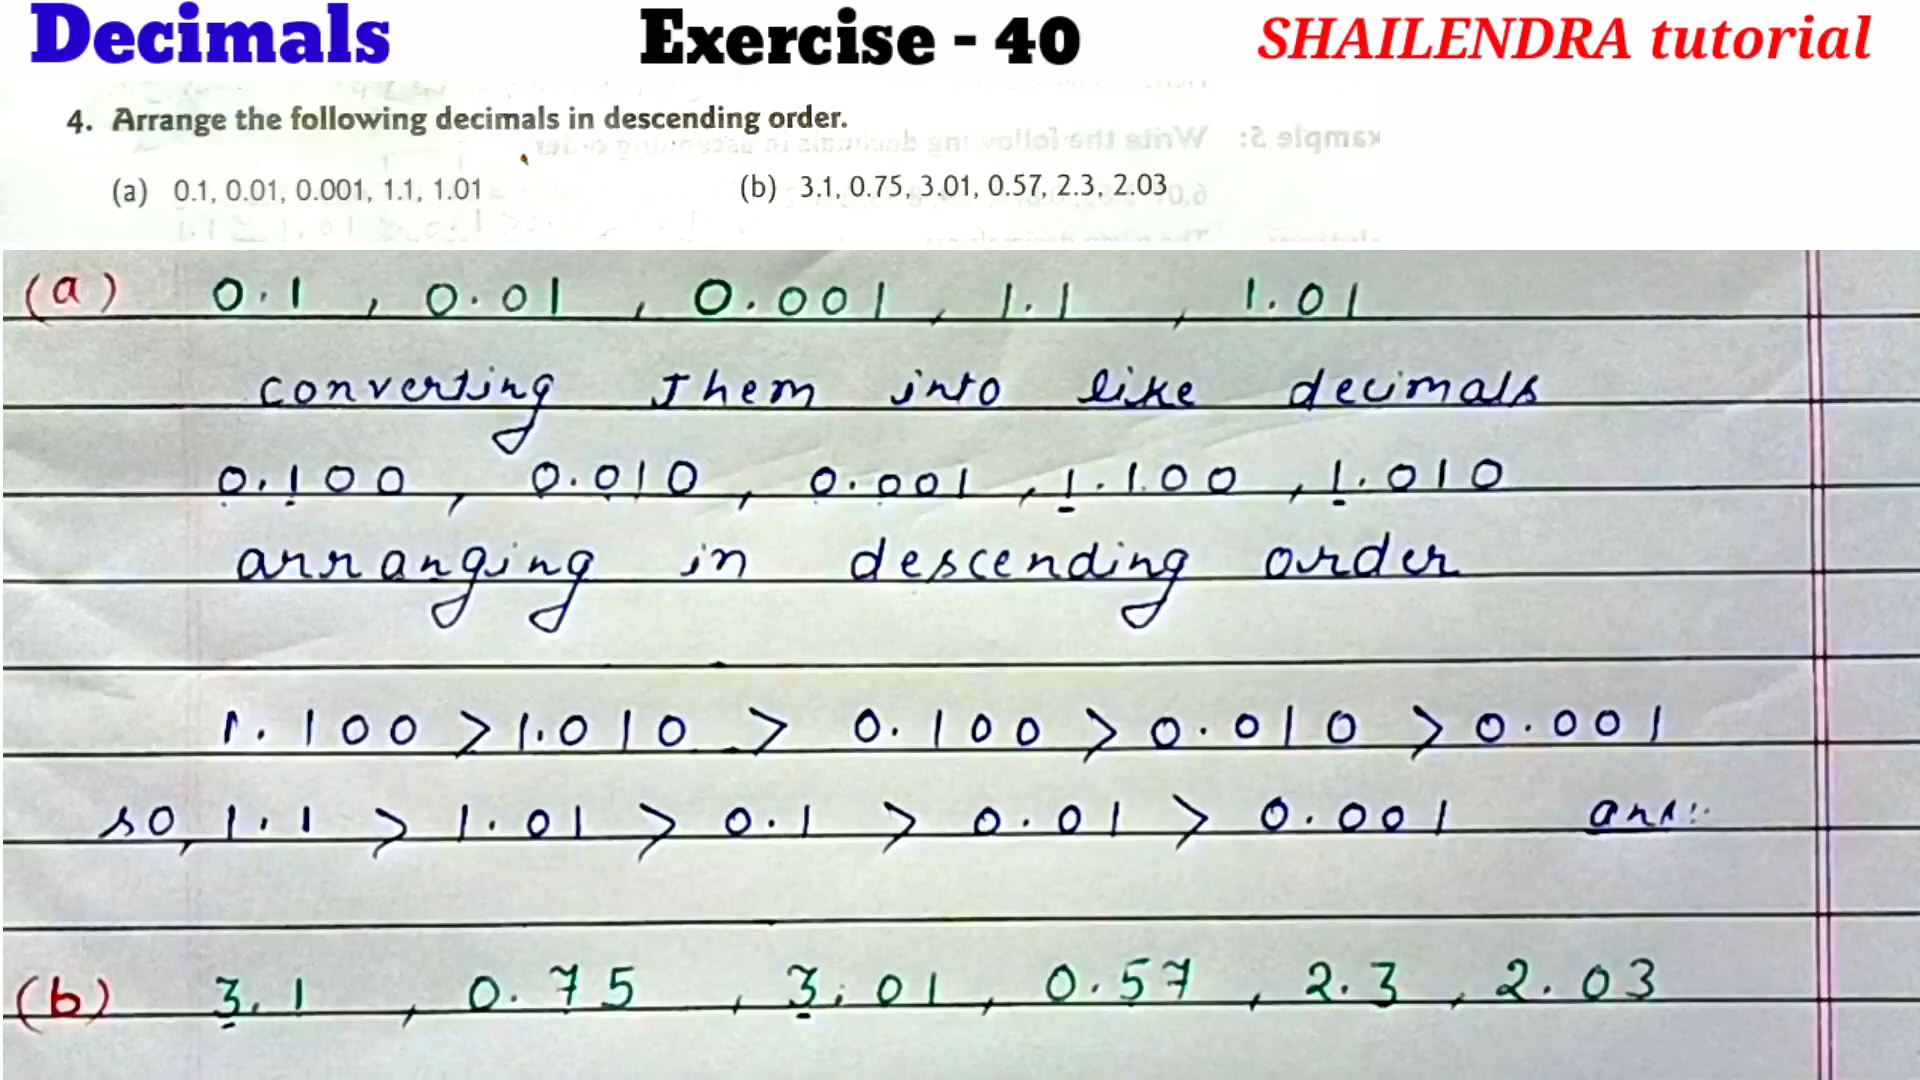 Decimals Exercise - 40 SHAILENDRA tutorial
4. Arrange the following decimals in descending order.
(a) 0.1, 0.01, 0.001, 1.1, 1.01 (b) 3.1, 0.75, 3.01, 0.57, 2.3, 2.03
(a) 0.1, 0.01, 0.001, 1.1, 1.01
converting them into like decimals
0.100, 0.010, 0.001, 1.100, 1.010
arranging in descending order
1.100 > 1.010 > 0.100 > 0.010 > 0.001
so, 1.1 > 1.01 > 0.1 > 0.01 > 0.001 ans:
(b) 3.1, 0.75, 3.01, 0.57, 2.3, 2.03